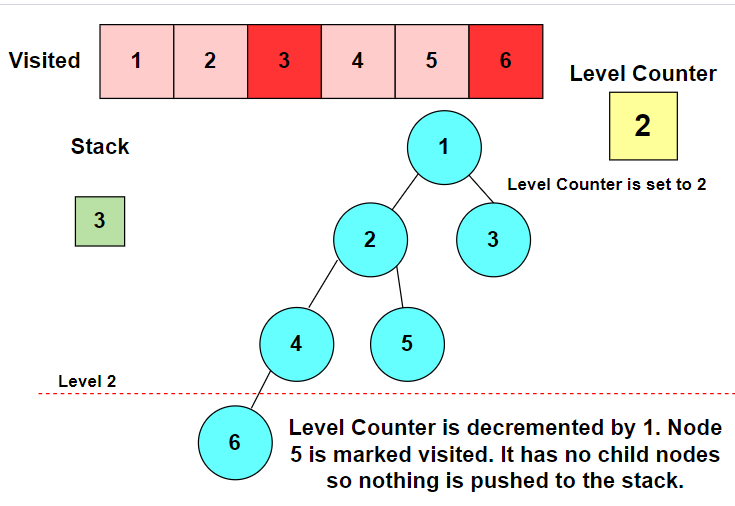 Visited 1 2 3 4 5 6
Level Counter
2
Stack
1
Level Counter is set to 2
3
2 3
4 5
Level 2
6
Level Counter is decremented by 1. Node
5 is marked visited. It has no child nodes
so nothing is pushed to the stack.